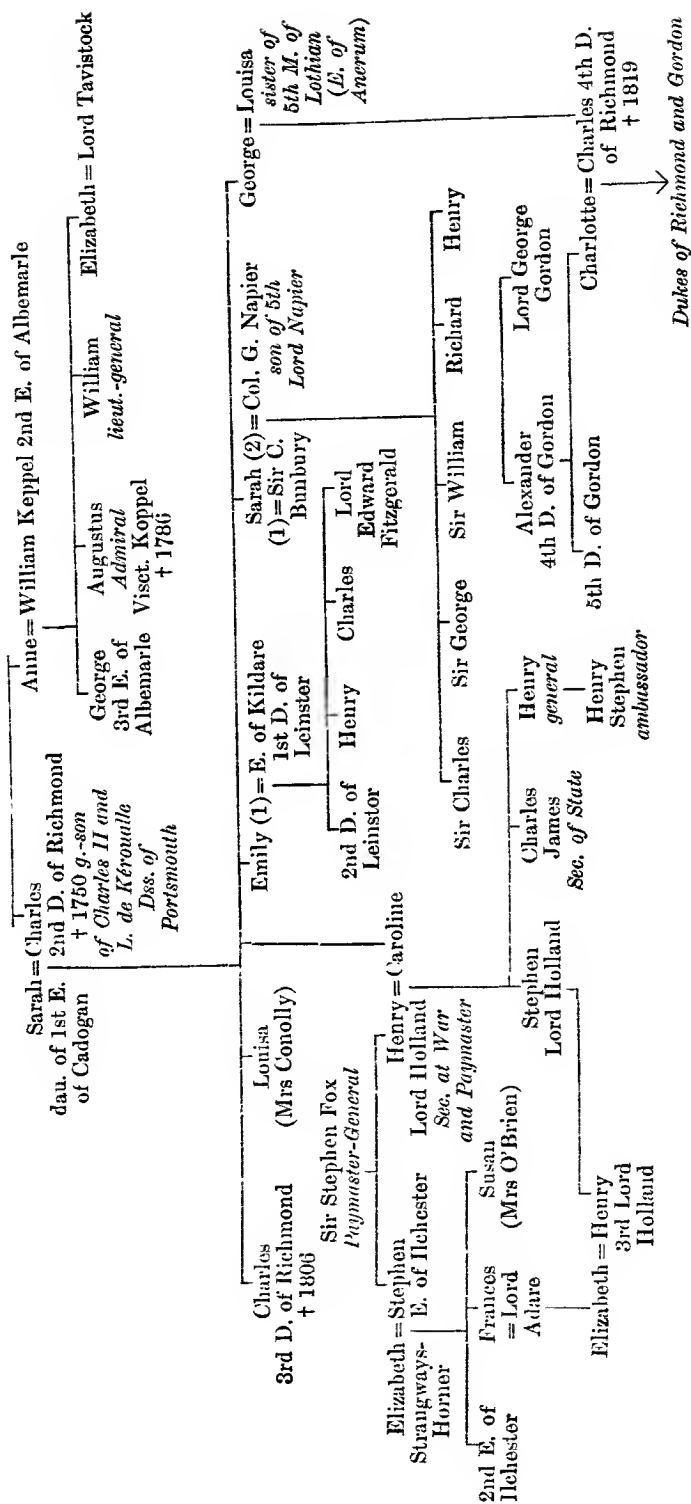 Sarah = Charles
dau. of 1st E. 2nd D. of Richmond
of Cadogan † 1750 g.-son
of Charles II and
L. de Kéroualle
Dss. of
Portsmouth
Anne = William Keppel 2nd E. of Albemarle
George
3rd E. of
Albemarle
Augustus
Admiral
Visct. Koppel
† 1786
William
lieut.-general
Elizabeth = Lord Tavistock
Charles
3rd D. of Richmond
† 1806
Louisa
(Mrs Conolly)
Emily (1) = E. of Kildare
1st D. of
Leinster
Sarah (2) = Col. G. Napier
(1) = Sir C. son of 5th
Bunbury Lord Napier
George = Louisa
sister of
5th M. of
Lothian
(E. of
Ancrum)
2nd D. of
Leinstor
Henry
Charles
Lord
Edward
Fitzgerald
Sir Stephen Fox
Paymaster-General
Elizabeth = Stephen
Strangways- E. of Ilchester
Horner
Henry = Caroline
Lord Holland
Sec. at War
and Paymaster
Sir Charles
Sir George
Sir William
Richard
Henry
2nd E. of
Ilchester
Frances
= Lord
Adare
Susan
(Mrs O'Brien)
Stephen
Lord Holland
Charles
James
Sec. of State
Henry
general
Henry
Stephen
ambassador
Alexander
4th D. of Gordon
Lord George
Gordon
5th D. of Gordon
Charlotte = Charles 4th D.
of Richmond
† 1819
Elizabeth = Henry
3rd Lord
Holland
Dukes of Richmond and Gordon